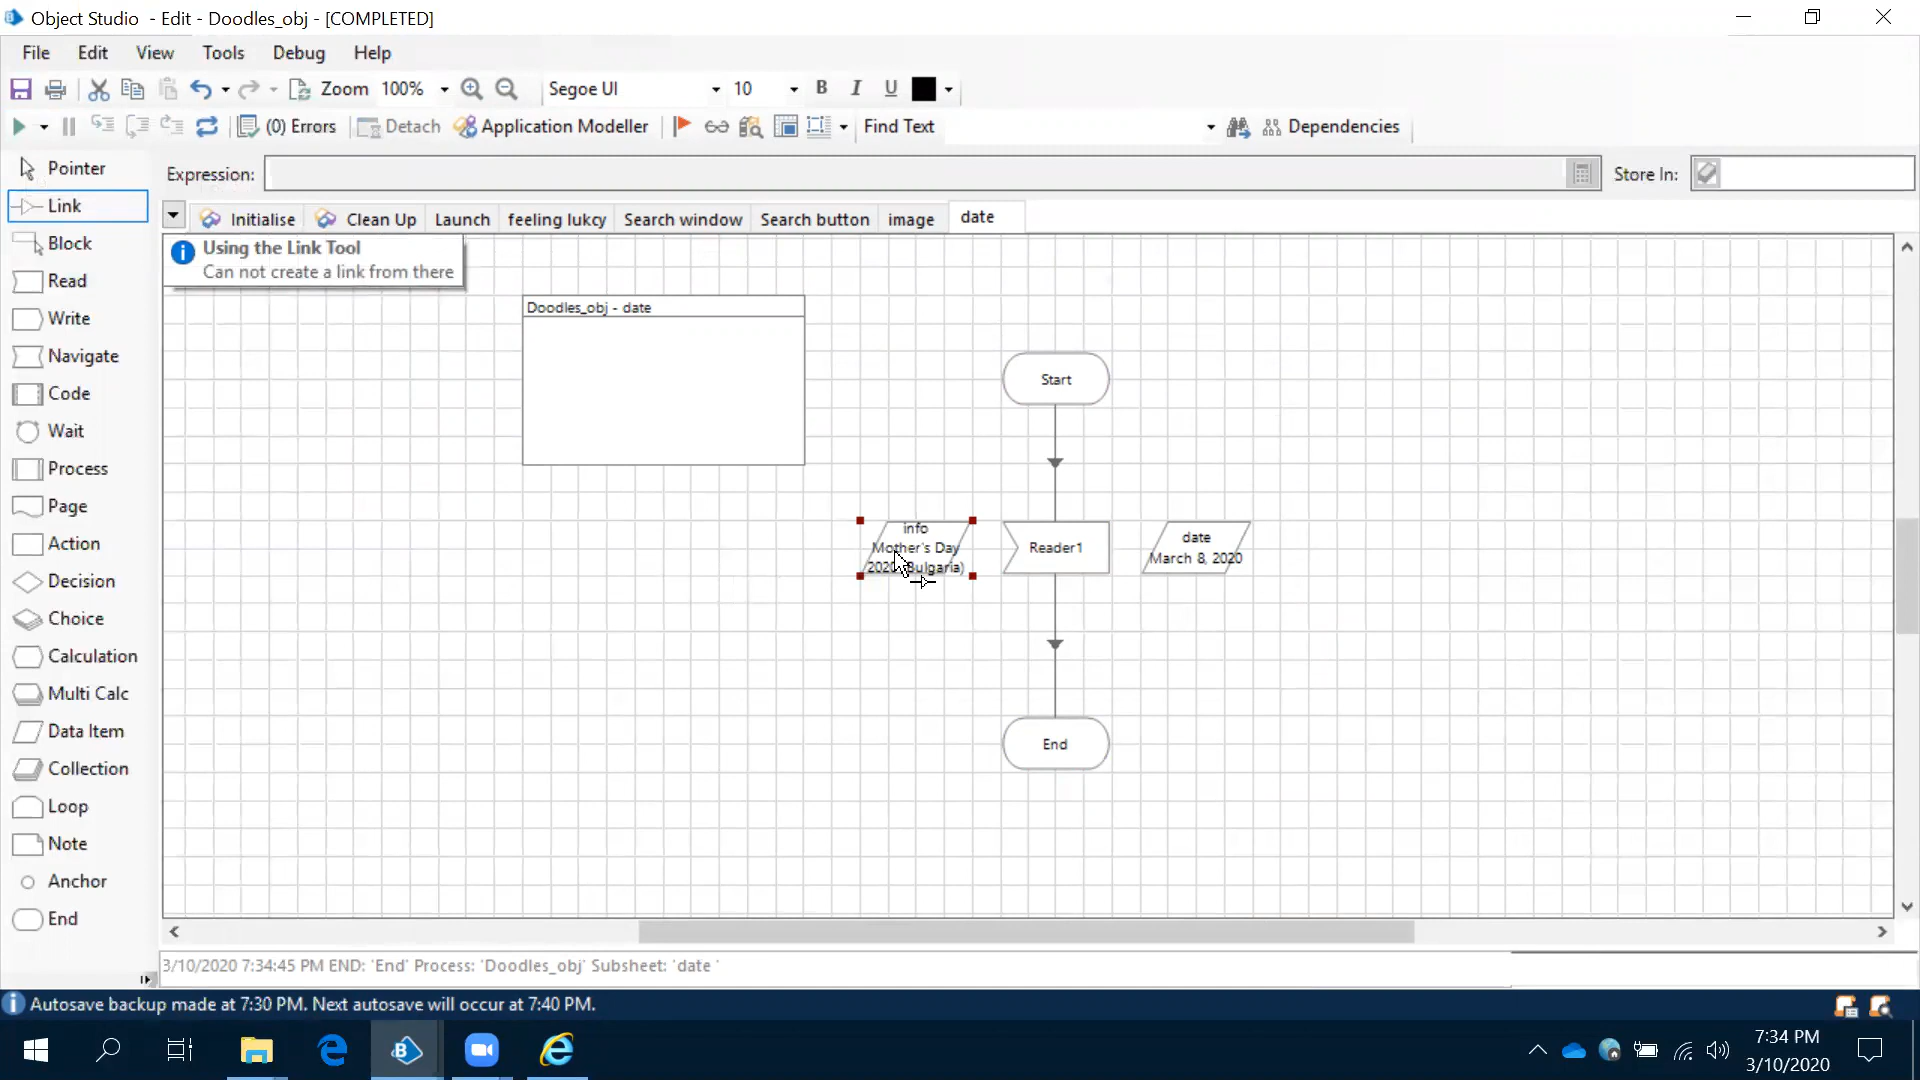 Object Studio - Edit - Doodles_obj - [COMPLETED]
File Edit View Tools Debug Help
Zoom 100% Segoe UI 10 B I U
(0) Errors Detach Application Modeller Find Text Dependencies
Pointer
Link
Block
Read
Write
Navigate
Code
Wait
Process
Page
Action
Decision
Choice
Calculation
Multi Calc
Data Item
Collection
Loop
Note
Anchor
End
Expression: Store In:
Initialise Clean Up Launch feeling lukcy Search window Search button image date
Using the Link Tool
Can not create a link from there
Doodles_obj - date
Start
info
Mother's Day
2020 (Bulgaria)
Reader1
date
March 8, 2020
End
3/10/2020 7:34:45 PM END: 'End' Process: 'Doodles_obj' Subsheet: 'date '
Autosave backup made at 7:30 PM. Next autosave will occur at 7:40 PM.
7:34 PM
3/10/2020